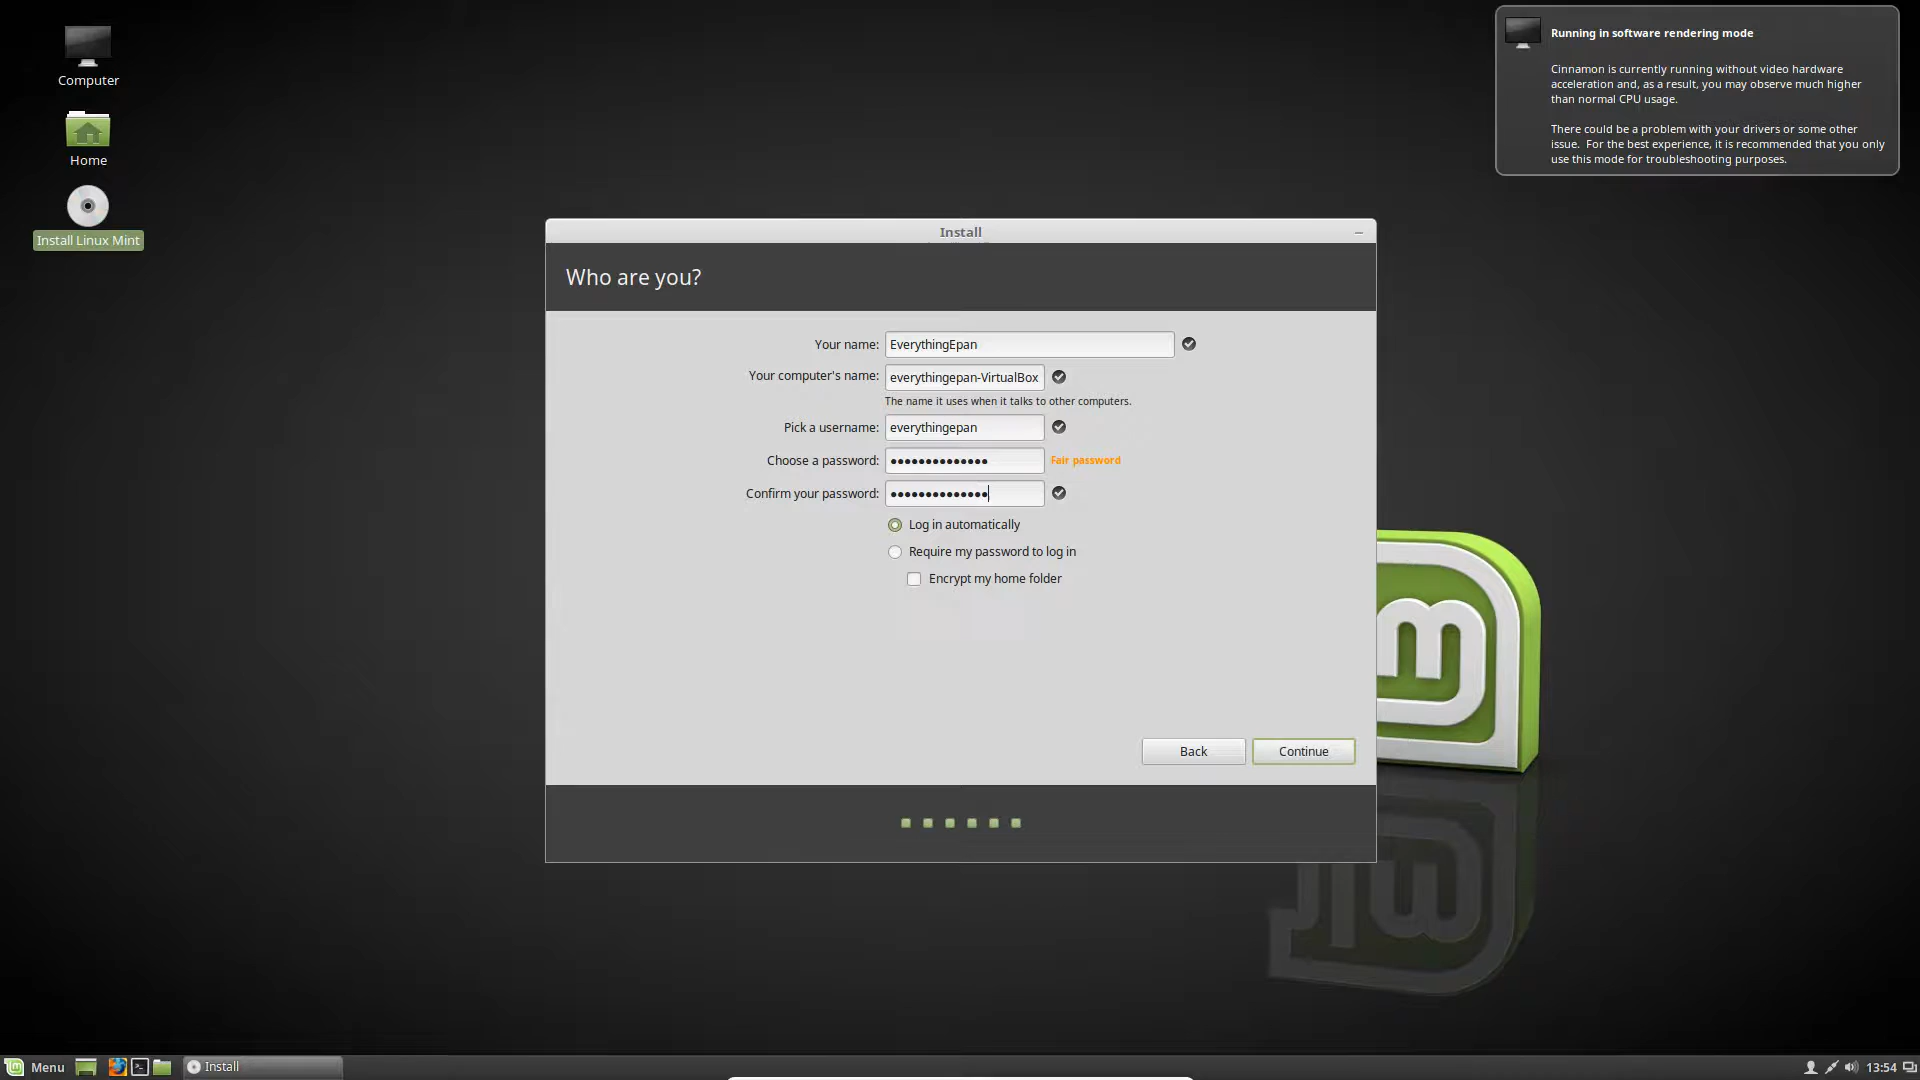 Computer
Home
Install Linux Mint
Running in software rendering mode
Cinnamon is currently running without video hardware
acceleration and, as a result, you may observe much higher
than normal CPU usage.
There could be a problem with your drivers or some other
issue.  For the best experience, it is recommended that you only
use this mode for troubleshooting purposes.
Install
Who are you?
Your name: EverythingEpan
Your computer's name: everythingepan-VirtualBox
The name it uses when it talks to other computers.
Pick a username: everythingepan
Choose a password: ●●●●●●●●●●●●●● Fair password
Confirm your password: ●●●●●●●●●●●●●●
Log in automatically
Require my password to log in
Encrypt my home folder
Back Continue
Menu Install 13:54